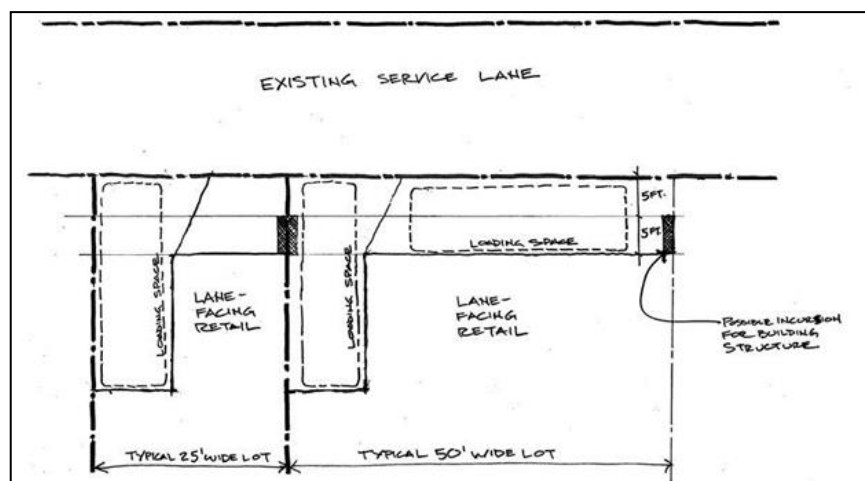 EXISTING SERVICE LANE
5FT.
5FT.
LOADING SPACE
LOADING SPACE
LOADING SPACE
LANE-
FACING
RETAIL
LANE-
FACING
RETAIL
POSSIBLE INCURSION
FOR BUILDING
STRUCTURE
TYPICAL 25' WIDE LOT
TYPICAL 50' WIDE LOT